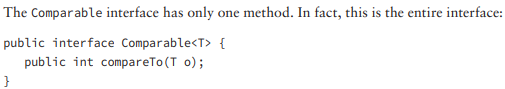 The Comparable interface has only one method. In fact, this is the entire interface:
public interface Comparable<T> {
   public int compareTo(T o);
}